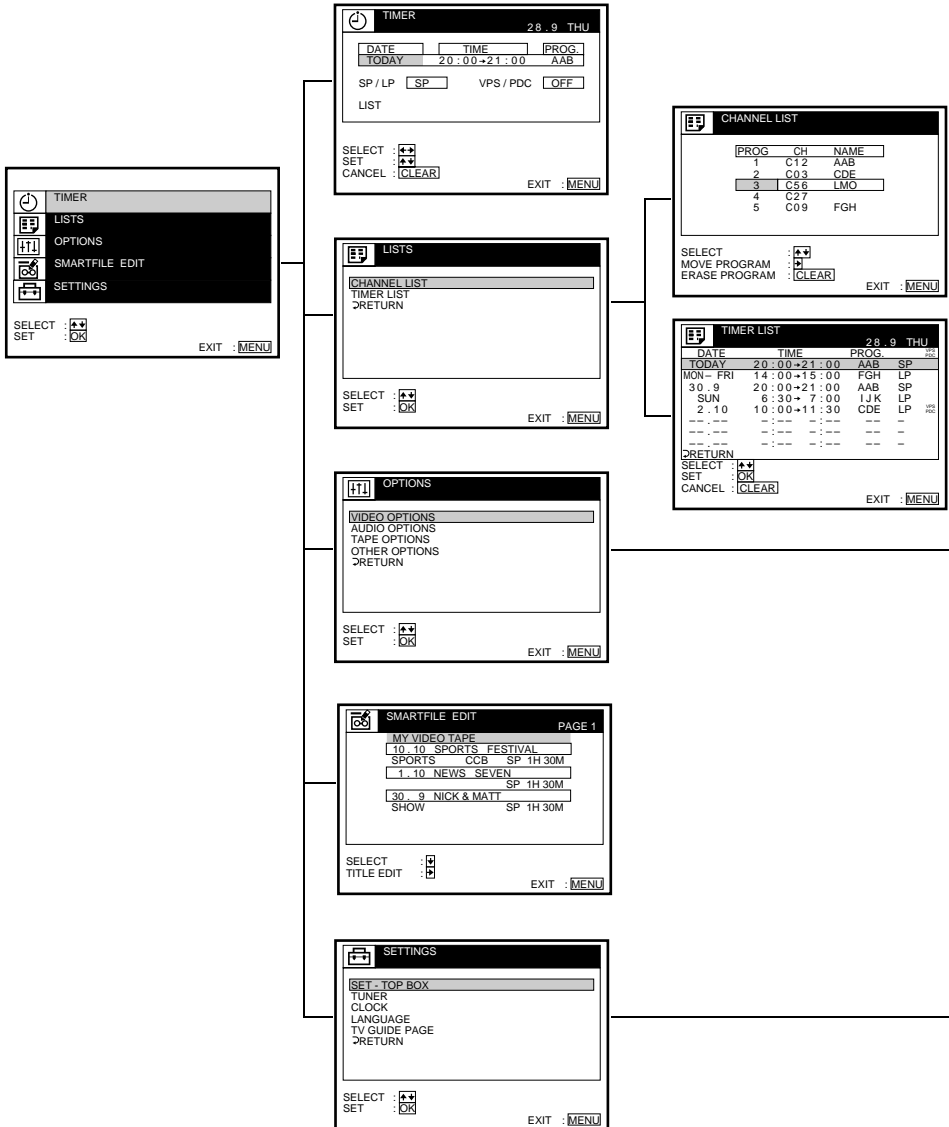 TIMER
LISTS
OPTIONS
SMARTFILE EDIT
SETTINGS
SELECT :
SET : OK
EXIT : MENU
TIMER
28.9 THU
DATE TIME PROG.
TODAY 20:00→21:00 AAB
SP/LP SP VPS/PDC OFF
LIST
SELECT :
SET :
CANCEL : CLEAR
EXIT : MENU
LISTS
CHANNEL LIST
TIMER LIST
RETURN
SELECT :
SET : OK
EXIT : MENU
CHANNEL LIST
PROG CH NAME
1 C12 AAB
2 C03 CDE
3 C56 LMO
4 C27
5 C09 FGH
SELECT :
MOVE PROGRAM :
ERASE PROGRAM : CLEAR
EXIT : MENU
TIMER LIST
28.9 THU
DATE TIME PROG. VPS PDC
TODAY 20:00→21:00 AAB SP
MON–FRI 14:00→15:00 FGH LP
30.9 20:00→21:00 AAB SP
SUN 6:30→7:00 IJK LP
2.10 10:00→11:30 CDE LP VPS PDC
––.–– –:–– –:–– –– –
––.–– –:–– –:–– –– –
––.–– –:–– –:–– –– –
RETURN
SELECT :
SET : OK
CANCEL : CLEAR
EXIT : MENU
OPTIONS
VIDEO OPTIONS
AUDIO OPTIONS
TAPE OPTIONS
OTHER OPTIONS
RETURN
SELECT :
SET : OK
EXIT : MENU
SMARTFILE EDIT
PAGE 1
MY VIDEO TAPE
10.10 SPORTS FESTIVAL
SPORTS CCB SP 1H 30M
1.10 NEWS SEVEN
SP 1H 30M
30. 9 NICK & MATT
SHOW SP 1H 30M
SELECT :
TITLE EDIT :
EXIT : MENU
SETTINGS
SET - TOP BOX
TUNER
CLOCK
LANGUAGE
TV GUIDE PAGE
RETURN
SELECT :
SET : OK
EXIT : MENU